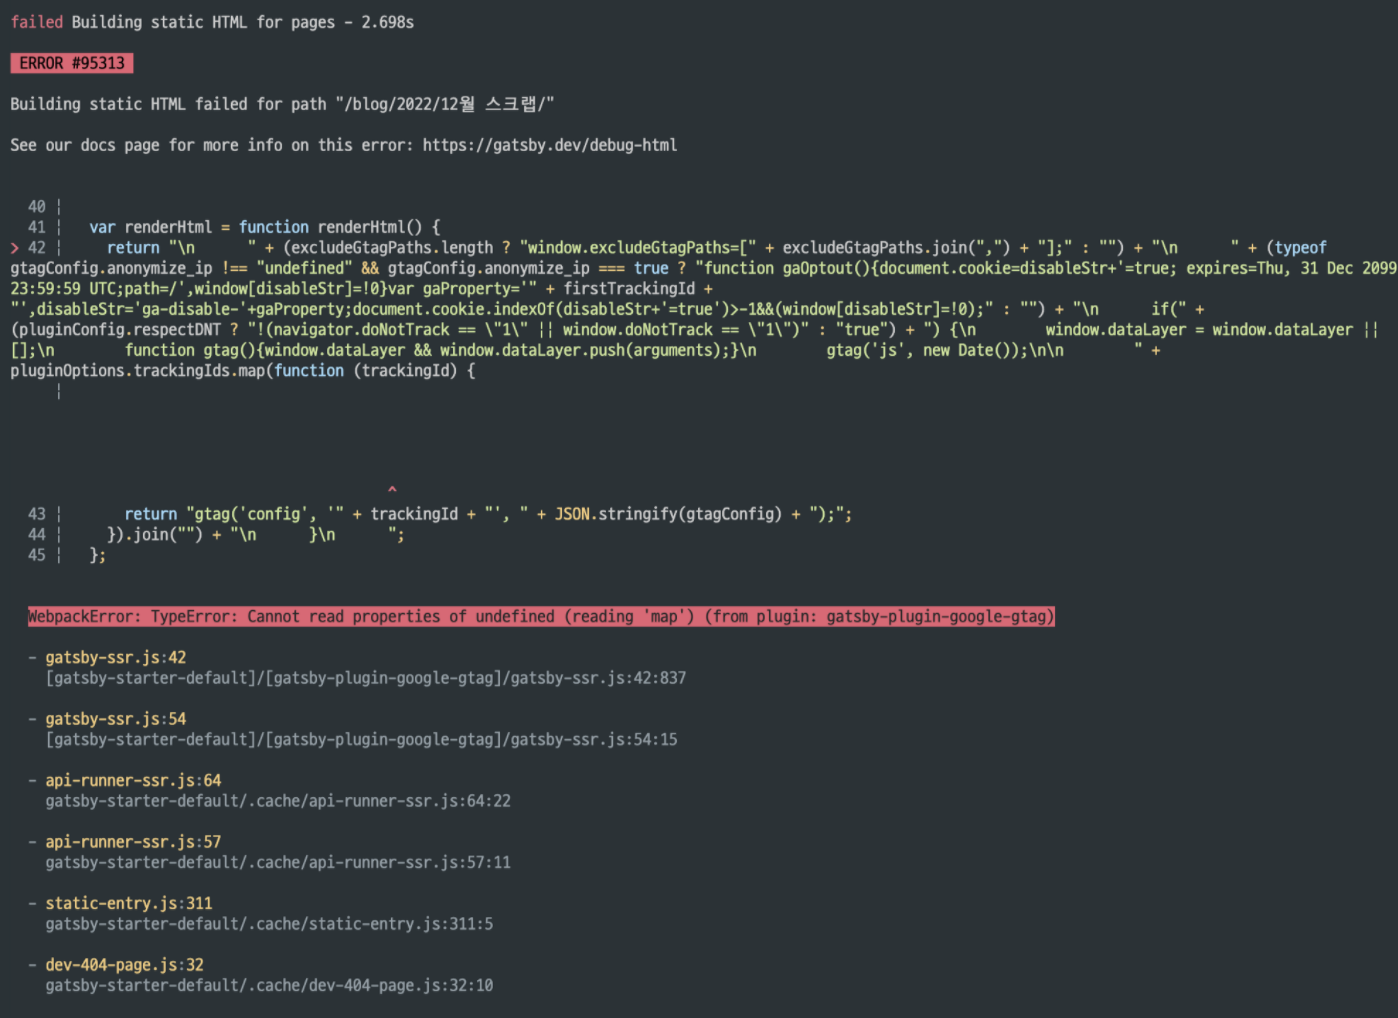 failed Building static HTML for pages - 2.698s
ERROR #95313
Building static HTML failed for path "/blog/2022/12월 스크랩/"
See our docs page for more info on this error: https://gatsby.dev/debug-html
40 ¦
41 ¦   var renderHtml = function renderHtml() {
> 42 ¦     return "\n      " + (excludeGtagPaths.length ? "window.excludeGtagPaths=[" + excludeGtagPaths.join(",") + "];" : "") + "\n      " + (typeof
gtagConfig.anonymize_ip !== "undefined" && gtagConfig.anonymize_ip === true ? "function gaOptout(){document.cookie=disableStr+'=true; expires=Thu, 31 Dec 2099
23:59:59 UTC;path=/',window[disableStr]=!0}var gaProperty='" + firstTrackingId +
"',disableStr='ga-disable-'+gaProperty;document.cookie.indexOf(disableStr+'=true')>-1&&(window[disableStr]=!0);" : "") + "\n      if(" +
(pluginConfig.respectDNT ? "!(navigator.doNotTrack == \"1\" || window.doNotTrack == \"1\")" : "true") + ") {\n        window.dataLayer = window.dataLayer ||
[];\n        function gtag(){window.dataLayer && window.dataLayer.push(arguments);}\n        gtag('js', new Date());\n\n        " +
pluginOptions.trackingIds.map(function (trackingId) {
¦
^
43 ¦       return "gtag('config', '" + trackingId + "', " + JSON.stringify(gtagConfig) + ");";
44 ¦     }).join("") + "\n      }\n      ";
45 ¦   };
WebpackError: TypeError: Cannot read properties of undefined (reading 'map') (from plugin: gatsby-plugin-google-gtag)
- gatsby-ssr.js:42
[gatsby-starter-default]/[gatsby-plugin-google-gtag]/gatsby-ssr.js:42:837
- gatsby-ssr.js:54
[gatsby-starter-default]/[gatsby-plugin-google-gtag]/gatsby-ssr.js:54:15
- api-runner-ssr.js:64
gatsby-starter-default/.cache/api-runner-ssr.js:64:22
- api-runner-ssr.js:57
gatsby-starter-default/.cache/api-runner-ssr.js:57:11
- static-entry.js:311
gatsby-starter-default/.cache/static-entry.js:311:5
- dev-404-page.js:32
gatsby-starter-default/.cache/dev-404-page.js:32:10